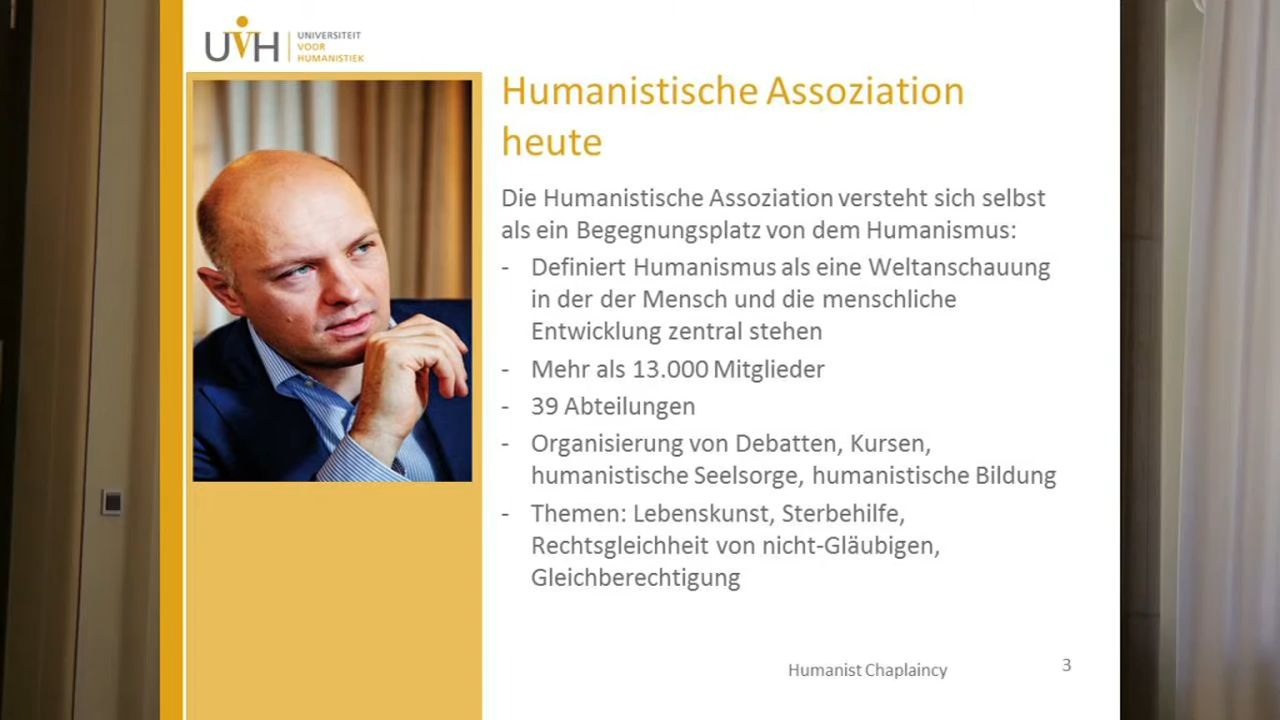 UVH
UNIVERSITEIT
VOOR
HUMANISTIEK
Humanistische Assoziation
heute
Die Humanistische Assoziation versteht sich selbst
als ein Begegnungsplatz von dem Humanismus:
- Definiert Humanismus als eine Weltanschauung
in der der Mensch und die menschliche
Entwicklung zentral stehen
- Mehr als 13.000 Mitglieder
- 39 Abteilungen
- Organisierung von Debatten, Kursen,
humanistische Seelsorge, humanistische Bildung
- Themen: Lebenskunst, Sterbehilfe,
Rechtsgleichheit von nicht-Gläubigen,
Gleichberechtigung
Humanist Chaplaincy
3